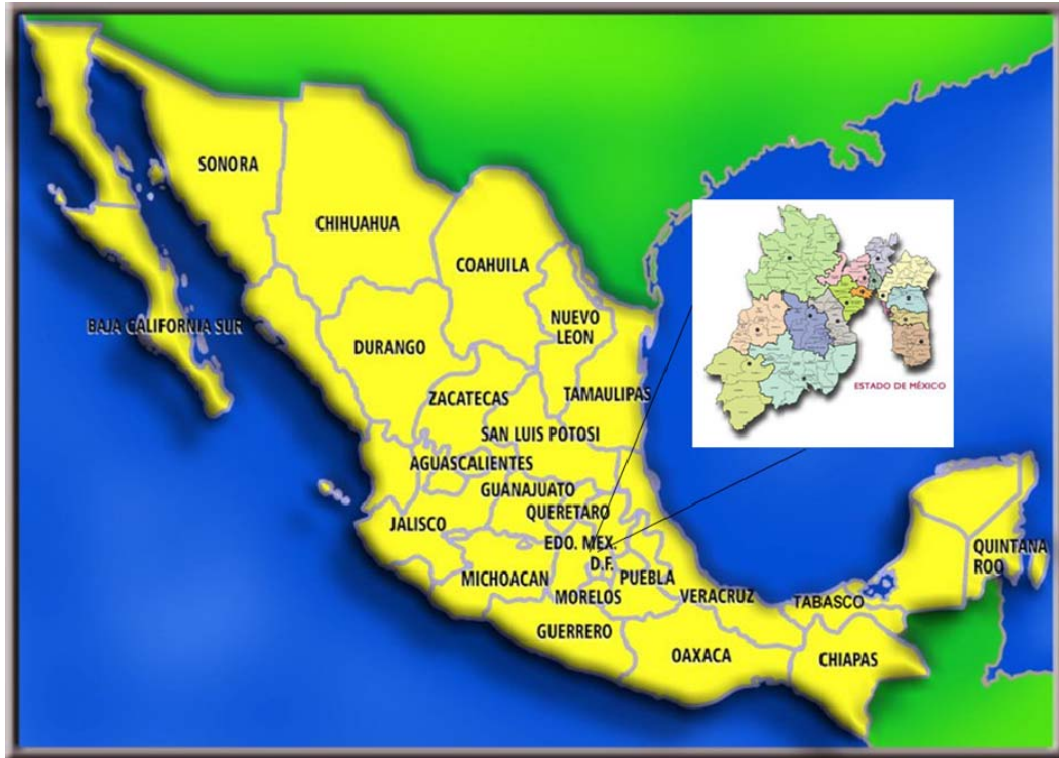 SONORA
CHIHUAHUA
COAHUILA
NUEVO
LEON
BAJA CALIFORNIA SUR
DURANGO
ZACATECAS
TAMAULIPAS
ESTADO DE MÉXICO
SAN LUIS POTOSI
AGUASCALIENTES
GUANAJUATO
QUERETARO
JALISCO
EDO. MEX.
D.F.
MICHOACAN
PUEBLA
MORELOS
VERACRUZ
TABASCO
QUINTANA
ROO
GUERRERO
OAXACA
CHIAPAS